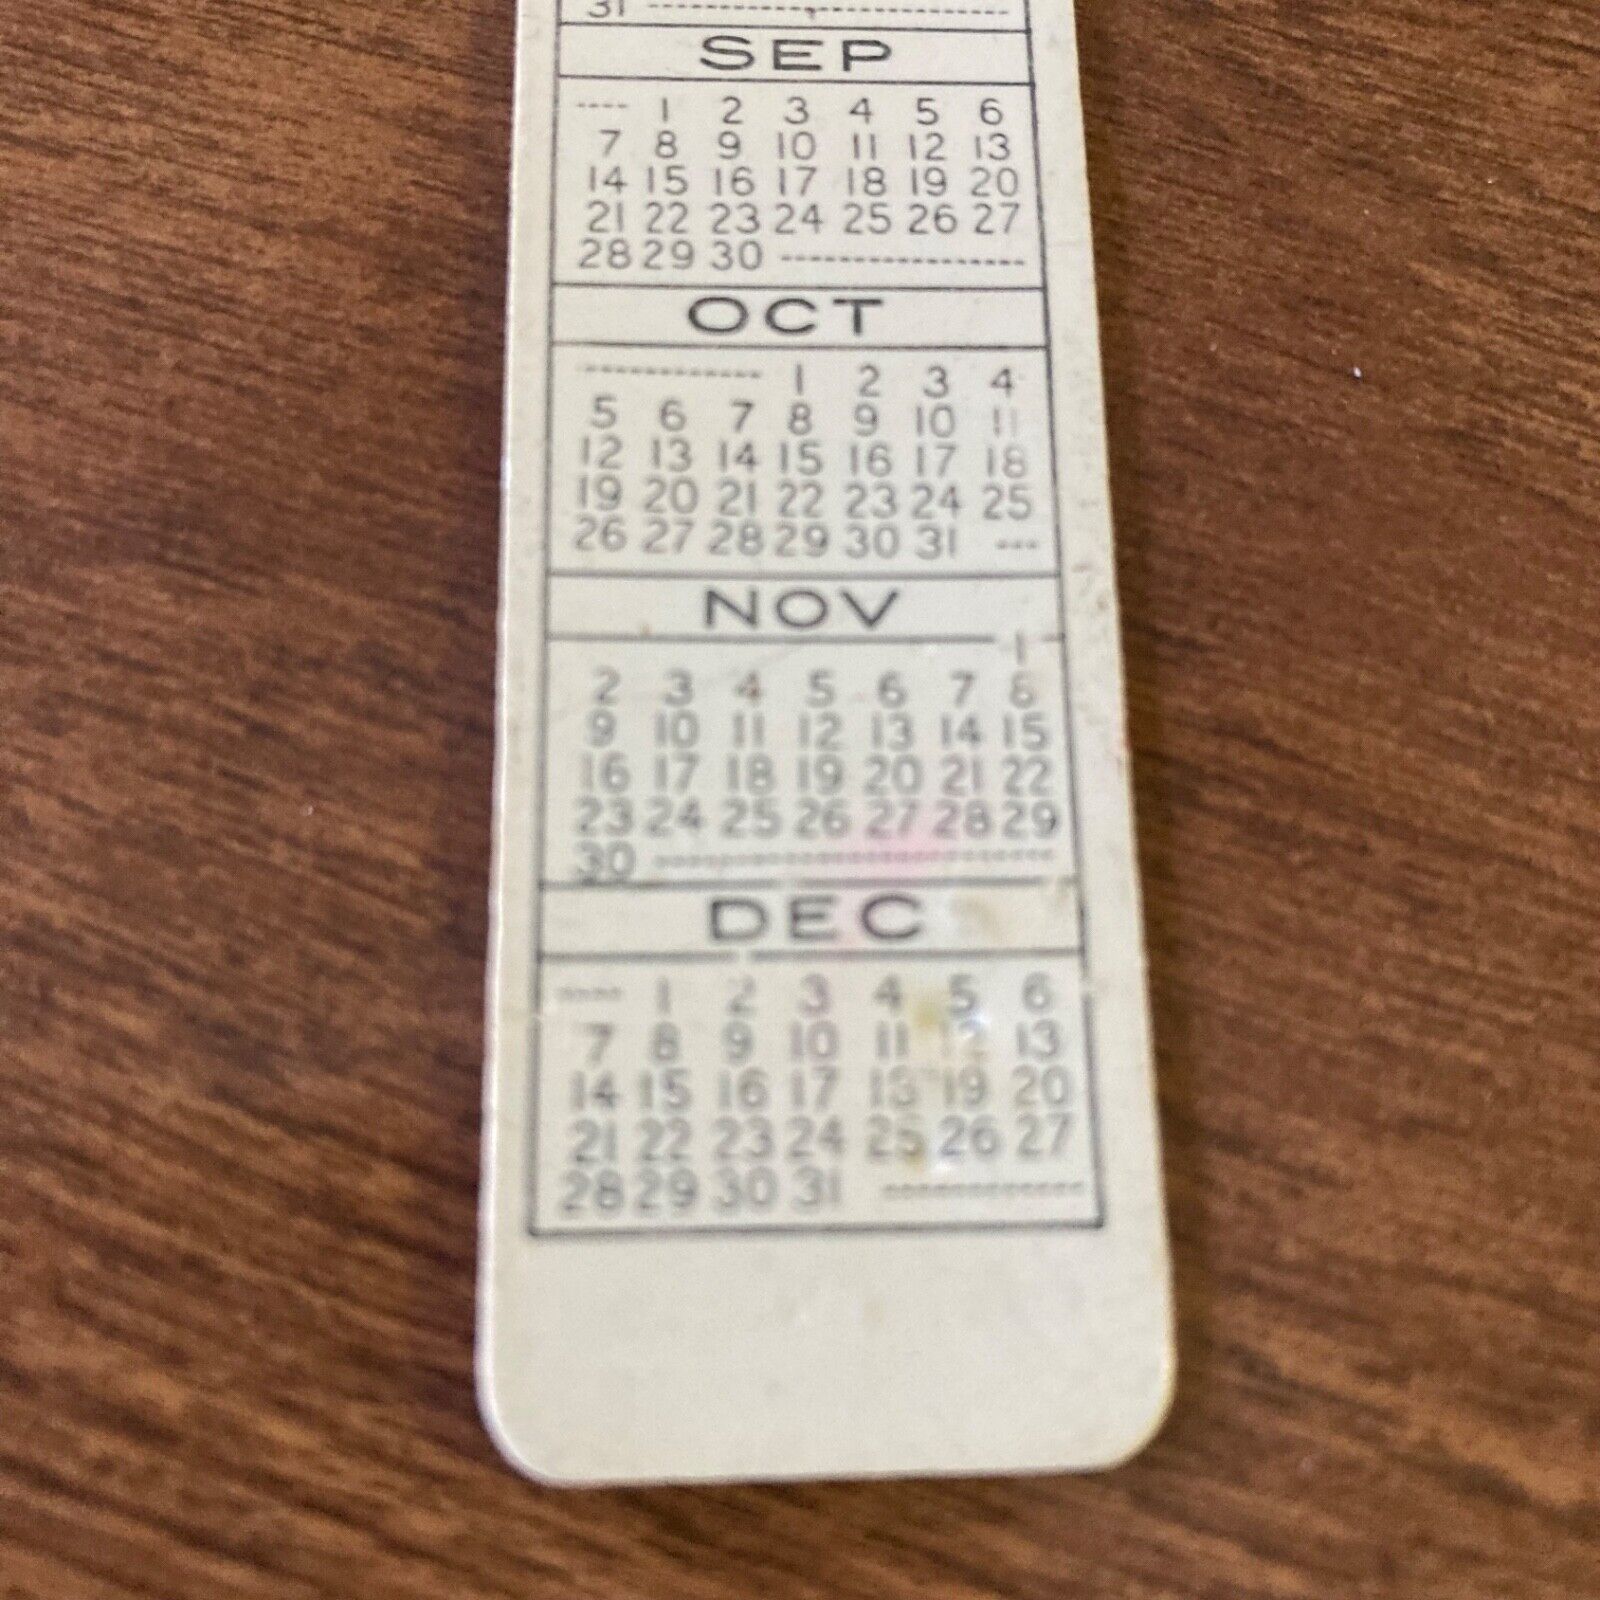 31
SEP
1 2 3 4 5 6
7 8 9 10 11 12 13
14 15 16 17 18 19 20
21 22 23 24 25 26 27
28 29 30
OCT
1 2 3 4
5 6 7 8 9 10 11
12 13 14 15 16 17 18
19 20 21 22 23 24 25
26 27 28 29 30 31
NOV
1
2 3 4 5 6 7 8
9 10 11 12 13 14 15
16 17 18 19 20 21 22
23 24 25 26 27 28 29
30
DEC
1 2 3 4 5 6
7 8 9 10 11 12 13
14 15 16 17 18 19 20
21 22 23 24 25 26 27
28 29 30 31